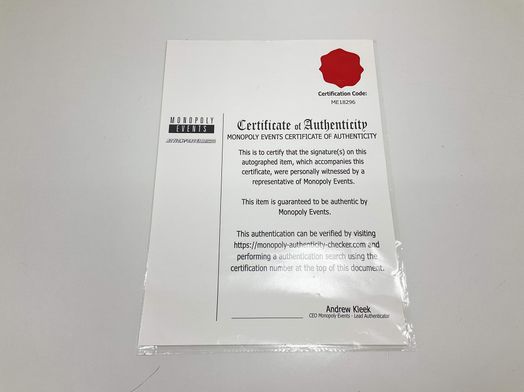 Certification Code:
ME18296
MONOPOLY
EVENTS
Certificate of Authenticity
MONOPOLY EVENTS CERTIFICATE OF AUTHENTICITY
This is to certify that the signature(s) on this
autographed item, which accompanies this
certificate, were personally witnessed by a
representative of Monopoly Events.
This item is guaranteed to be authentic by
Monopoly Events.
This authentication can be verified by visiting
https://monopoly-authenticity-checker.com and
performing a authentication search using the
certification number at the top of this document.
Andrew Kleek
CEO Monopoly Events - Lead Authenticator